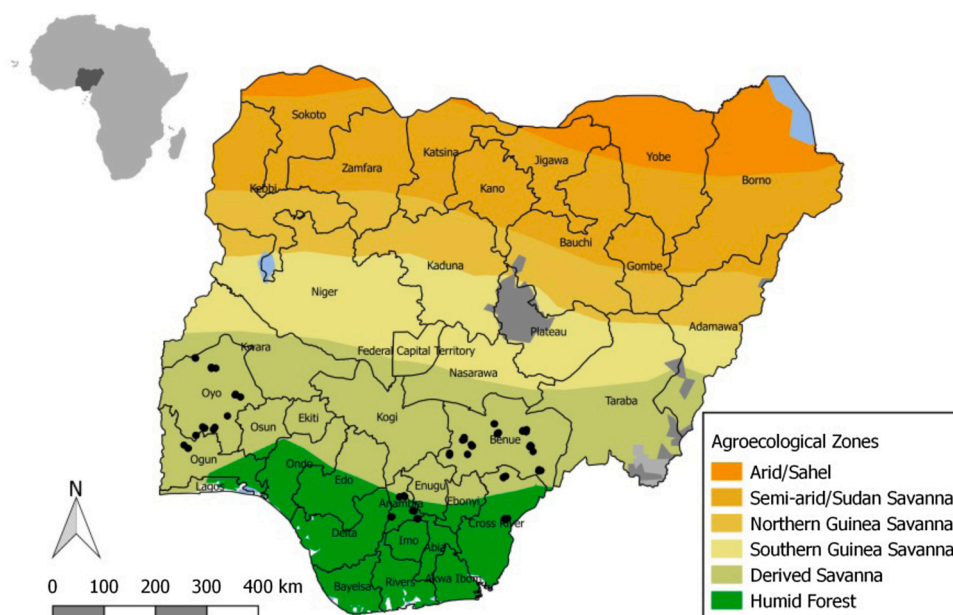 Sokoto
Katsina
Jigawa
Yobe
Zamfara
Borno
Kebbi
Kano
Bauchi
Kaduna
Gombe
Niger
Adamawa
Plateau
Kwara
Federal Capital Territory
Nasarawa
Oyo
Taraba
Kogi
Osun
Ekiti
Benue
Ogun
Ondo
Edo
Enugu
Lagos
Anambra
Ebonyi
Cross River
Delta
Imo
Abia
Bayelsa
Rivers
Akwa Ibom
N
0 100 200 300 400 km
Agroecological Zones
Arid/Sahel
Semi-arid/Sudan Savanna
Northern Guinea Savanna
Southern Guinea Savanna
Derived Savanna
Humid Forest